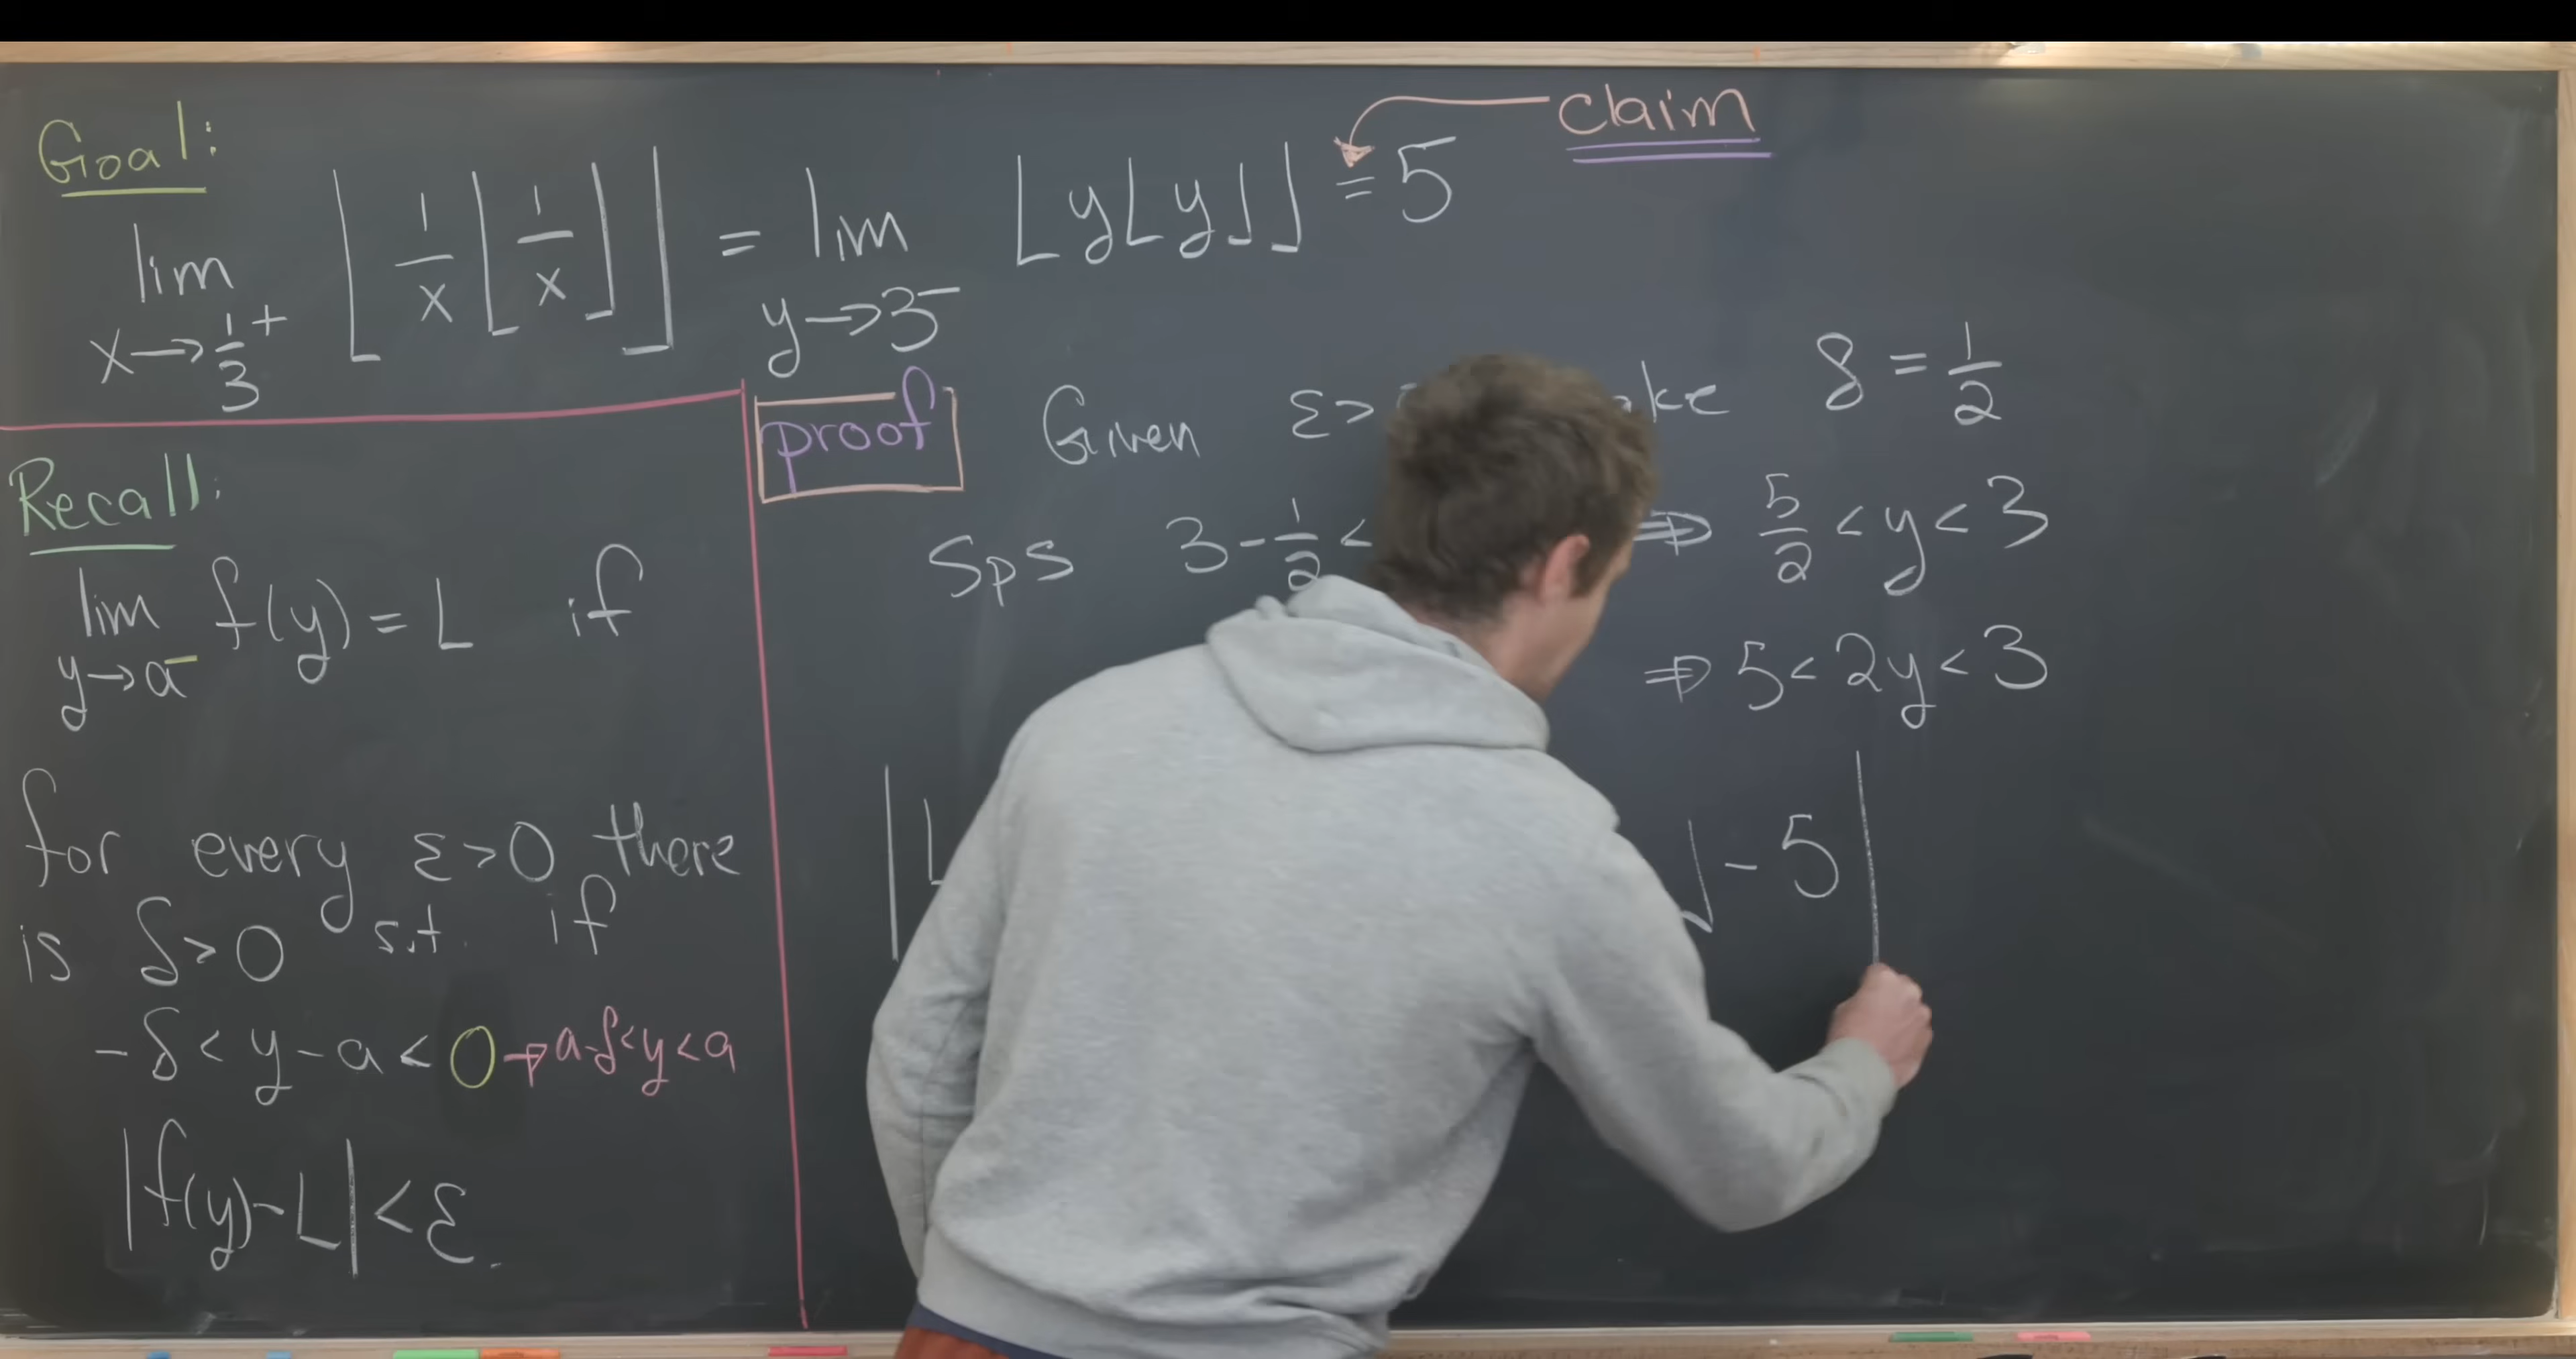 Goal:
lim x→1/3⁺ ⌊1/x⌊1/x⌋⌋ = lim y→3⁻ ⌊y⌊y⌋⌋ = 5
claim
Recall:
lim y→a⁻ f(y) = L if
for every ε>0 there
is δ>0 s.t. if
-δ < y-a < 0 → a-δ<y<a
|f(y)-L| < ε.
proof
Given ε> δ = 1/2
Sps 3-1/2 < ⇒ 5/2 < y < 3
⇒ 5 < 2y < 3
|⌊ ⌋ - 5|